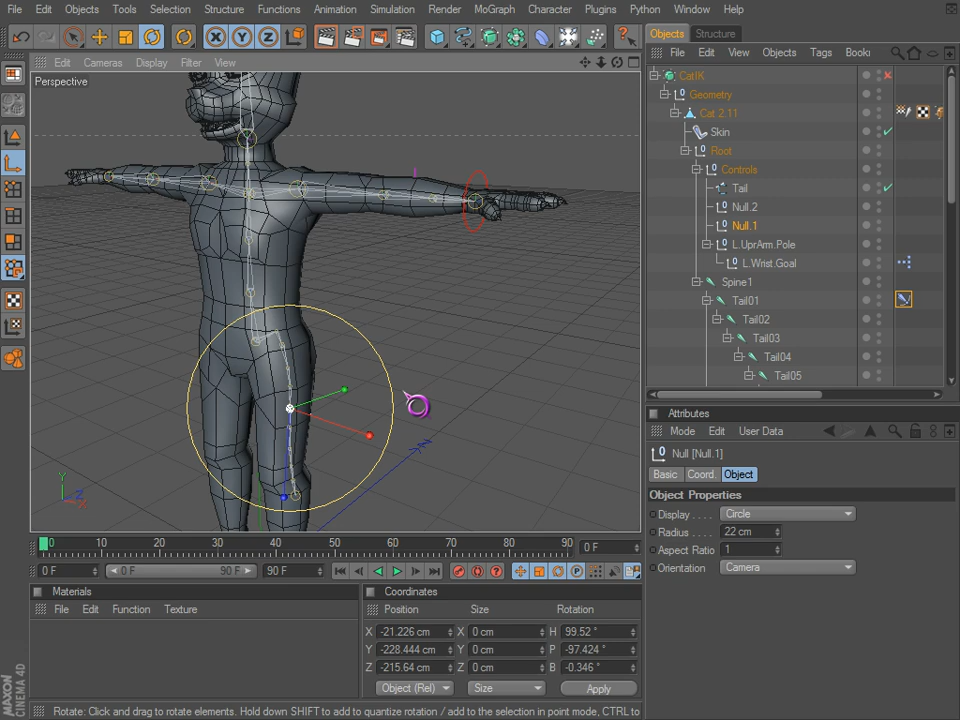 File Edit Objects Tools Selection Structure Functions Animation Simulation Render MoGraph Character Plugins Python Window Help
Objects Structure
File Edit View Objects Tags Booki
Edit Cameras Display Filter View
Perspective
CatIK
Geometry
Cat 2.11
Skin
Root
Controls
Tail
Null.2
Null.1
L.UprArm.Pole
L.Wrist.Goal
Spine1
Tail01
Tail02
Tail03
Tail04
Tail05
Attributes
Mode Edit User Data
Null [Null.1]
Basic Coord. Object
Object Properties
Display . . . . Circle
Radius . . . . 22 cm
Aspect Ratio 1
Orientation . . Camera
Y
Z
X
0 10 20 30 40 50 60 70 80 90 0 F
0 F 0 F 90 F 90 F
Materials
File Edit Function Texture
Coordinates
Position Size Rotation
X -21.226 cm X 0 cm H 99.52 °
Y -228.444 cm Y 0 cm P -97.424 °
Z -215.64 cm Z 0 cm B -0.346 °
Object (Rel) Size Apply
MAXON CINEMA 4D
Rotate: Click and drag to rotate elements. Hold down SHIFT to add to quantize rotation / add to the selection in point mode, CTRL to